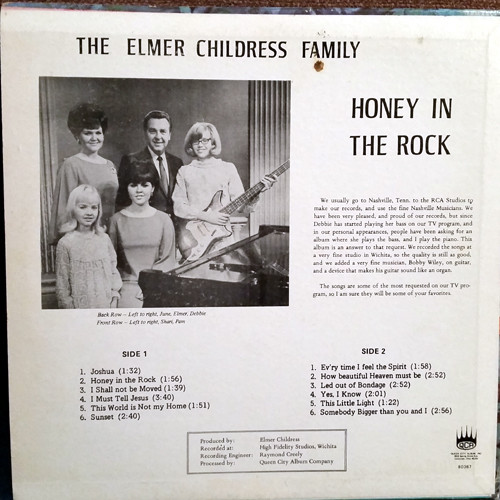 THE ELMER CHILDRESS FAMILY
HONEY IN
THE ROCK
We usually go to Nashville, Tenn. to the RCA Studios to
make our records, and use the fine Nashville Musicians. We
have been very pleased, and proud of our records, but since
Debbie has started playing her bass on our TV program, and
in our personal appearances, people have been asking for an
album where she plays the bass, and I play the piano. This
album is an answer to that request. We recorded the songs at
a very fine studio in Wichita, so the quality is still as good,
and we added a very fine musician, Bobby Wiley, on guitar,
and a device that makes his guitar sound like an organ.
The songs are of the most requested on our TV pro-
gram, so I am sure they will be some of your favorites.
Back Row – Left to right, June, Elmer, Debbie
Front Row – Left to right, Shari, Pam
SIDE 1
1. Joshua (1:32)
2. Honey in the Rock (1:56)
3. I Shall not be Moved (1:39)
4. I Must Tell Jesus (3:40)
5. This World is Not my Home (1:51)
6. Sunset (2:40)
SIDE 2
1. Ev'ry time I feel the Spirit (1:58)
2. How beautiful Heaven must be (2:52)
3. Led out of Bondage (2:52)
4. Yes, I Know (2:01)
5. This Little Light (1:22)
6. Somebody Bigger than you and I (2:56)
Produced by: Elmer Childress
Recorded at: High Fidelity Studios, Wichita
Recording Engineer: Raymond Creely
Processed by: Queen City Album Company
QCA